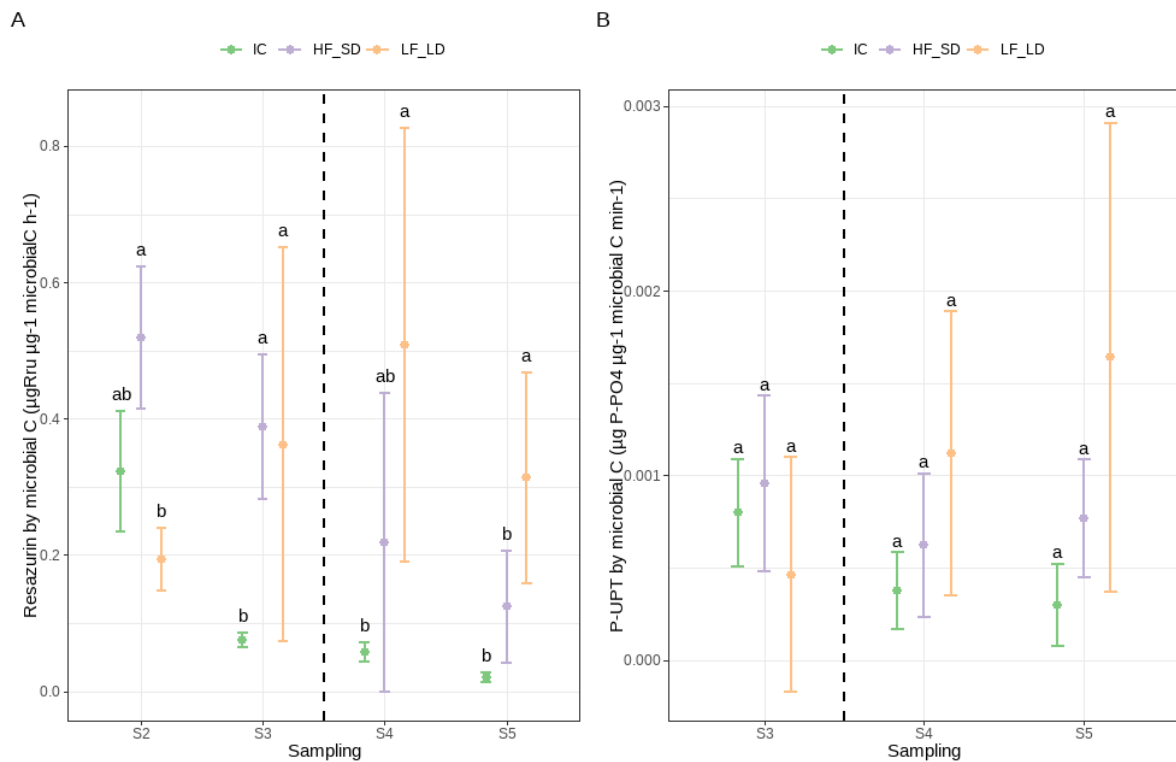 A
IC HF_SD LF_LD
Resazurin by microbial C (µgRru µg-1 microbialC h-1)
0.8
0.6
0.4
0.2
0.0
ab
a
b
b
a
a
b
ab
a
b
b
a
S2 S3 S4 S5
Sampling
B
IC HF_SD LF_LD
P-UPT by microbial C (µg P-PO4 µg-1 microbial C min-1)
0.003
0.002
0.001
0.000
a
a
a
a
a
a
a
a
a
S3 S4 S5
Sampling